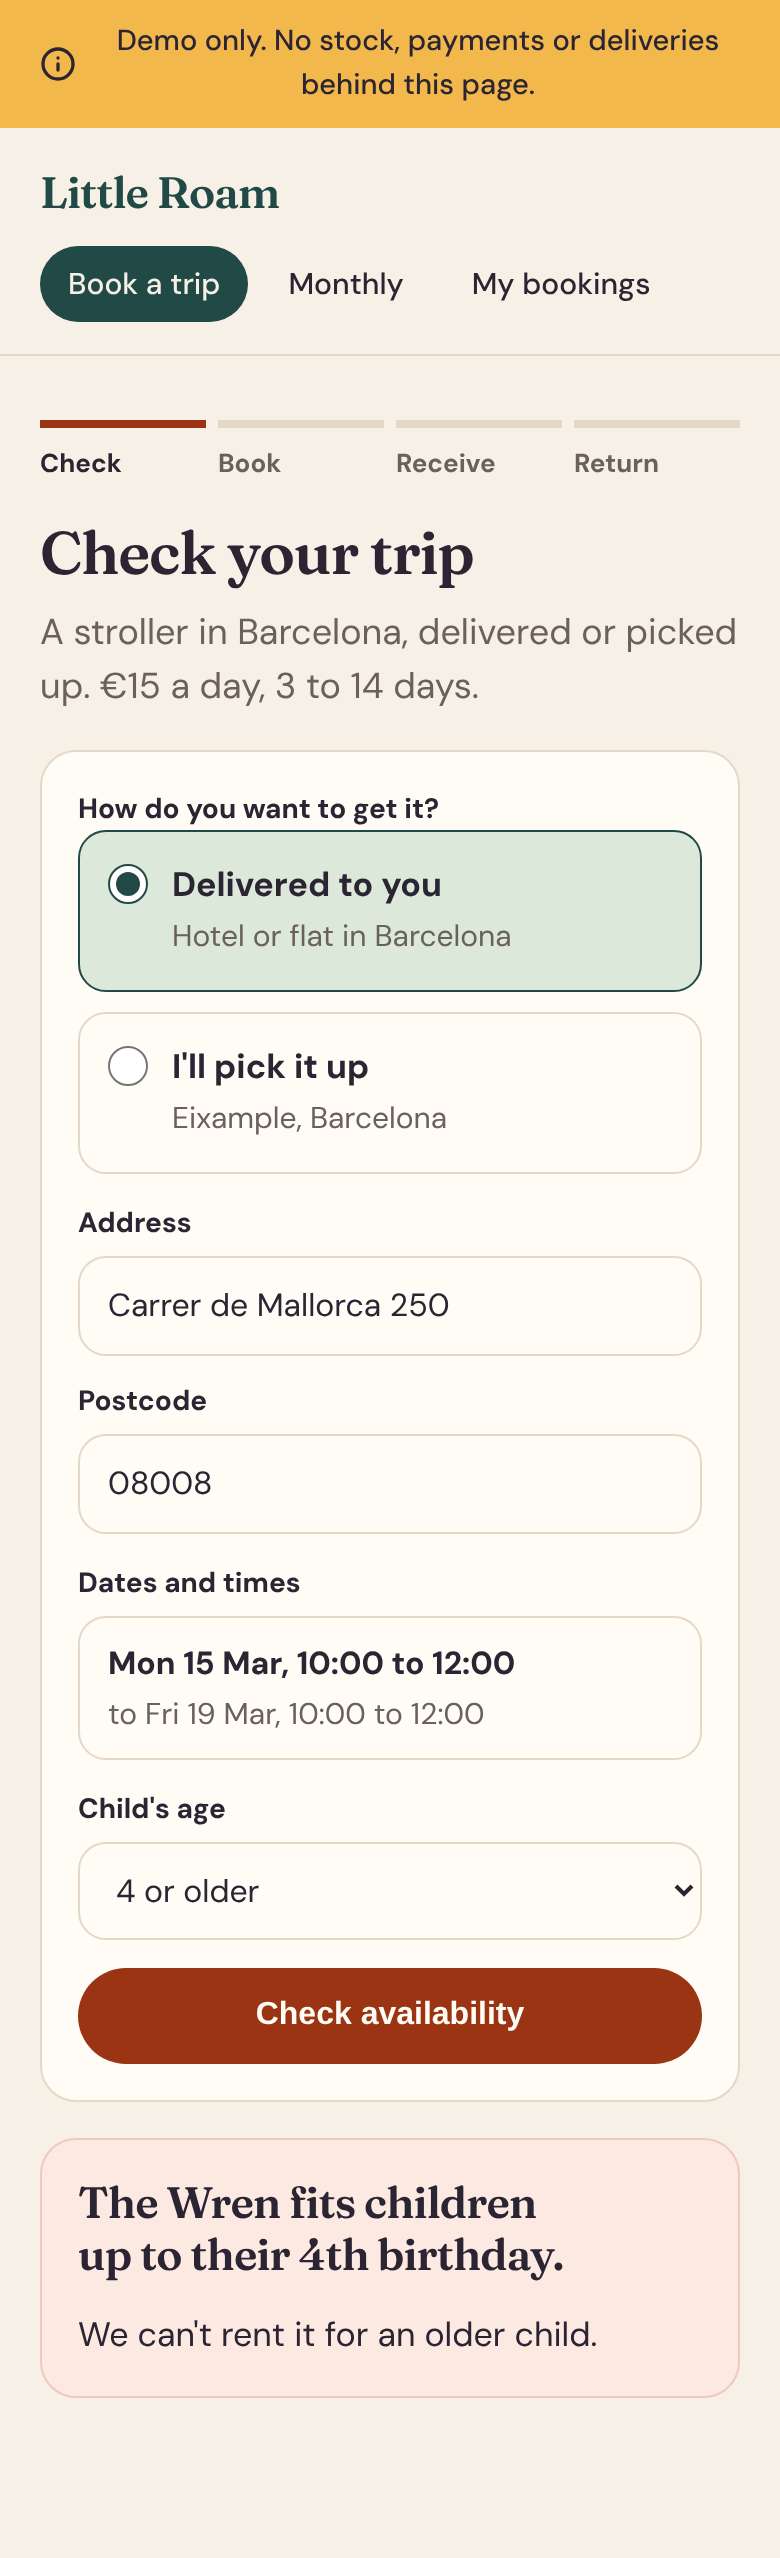 Demo only. No stock, payments or deliveries
behind this page.
Little Roam
Book a trip
Monthly
My bookings
Check
Book
Receive
Return
Check your trip
A stroller in Barcelona, delivered or picked
up. €15 a day, 3 to 14 days.
How do you want to get it?
Delivered to you
Hotel or flat in Barcelona
I'll pick it up
Eixample, Barcelona
Address
Carrer de Mallorca 250
Postcode
08008
Dates and times
Mon 15 Mar, 10:00 to 12:00
to Fri 19 Mar, 10:00 to 12:00
Child's age
4 or older
Check availability
The Wren fits children
up to their 4th birthday.
We can't rent it for an older child.